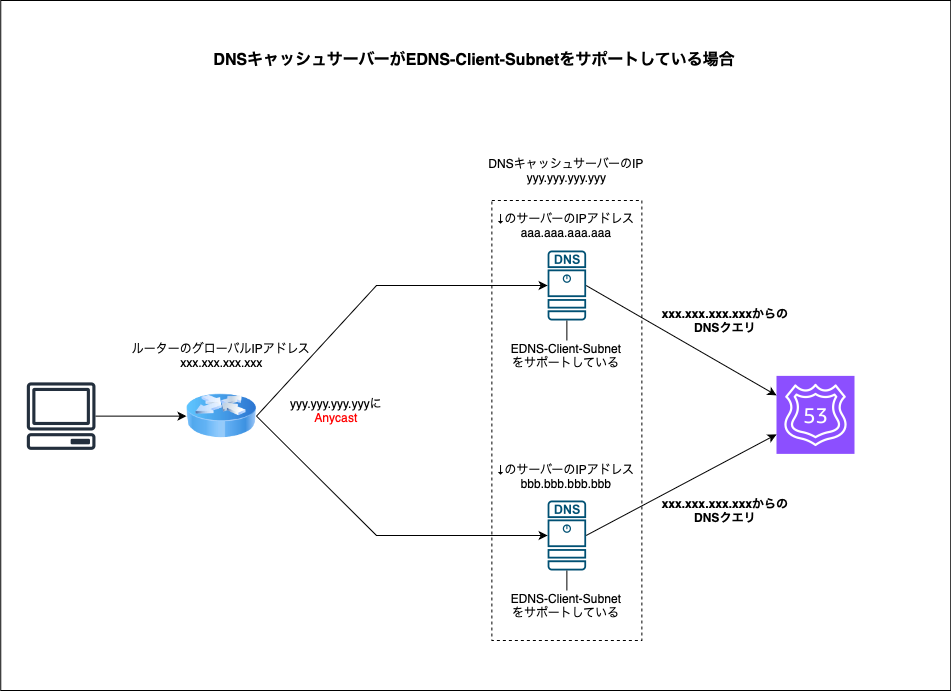 DNSキャッシュサーバーがEDNS-Client-Subnetをサポートしている場合
DNSキャッシュサーバーのIP
yyy.yyy.yyy.yyy
↓のサーバーのIPアドレス
aaa.aaa.aaa.aaa
DNS
EDNS-Client-Subnet
をサポートしている
xxx.xxx.xxx.xxxからの
DNSクエリ
ルーターのグローバルIPアドレス
xxx.xxx.xxx.xxx
yyy.yyy.yyy.yyyに
Anycast
53
↓のサーバーのIPアドレス
bbb.bbb.bbb.bbb
DNS
EDNS-Client-Subnet
をサポートしている
xxx.xxx.xxx.xxxからの
DNSクエリ